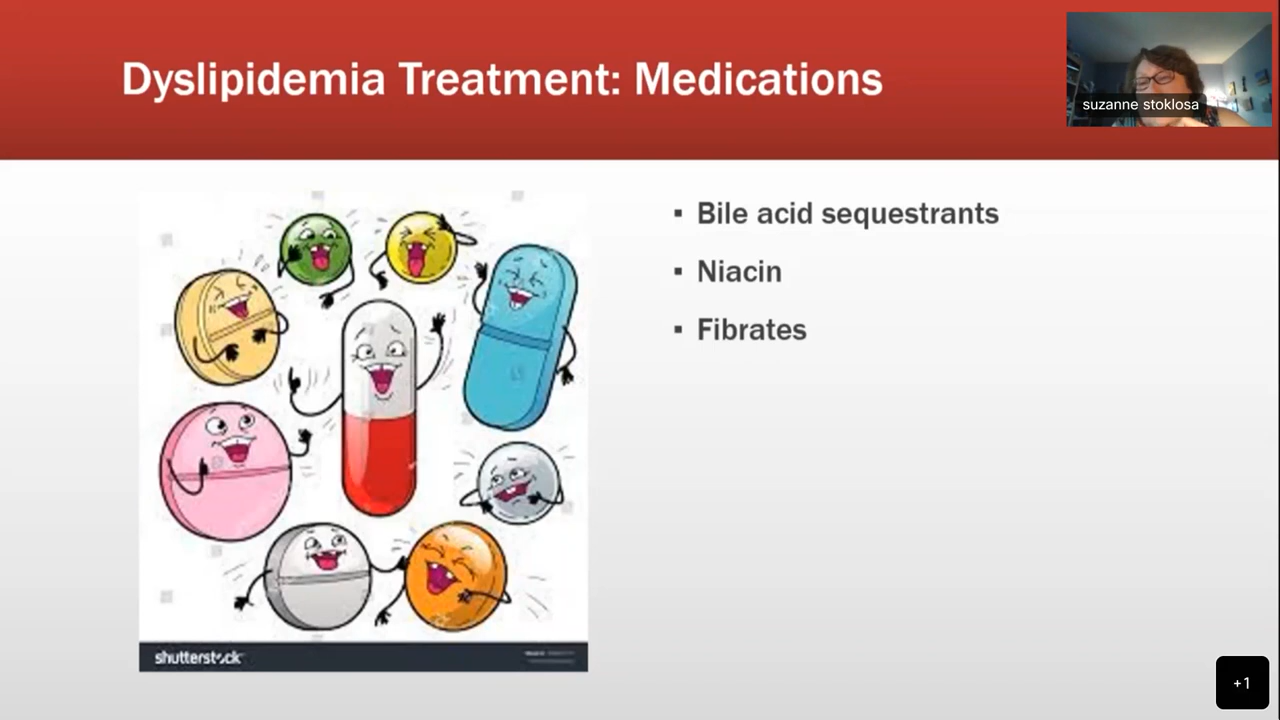 Dyslipidemia Treatment: Medications
suzanne stoklosa
▪ Bile acid sequestrants
▪ Niacin
▪ Fibrates
shutterstock
+1